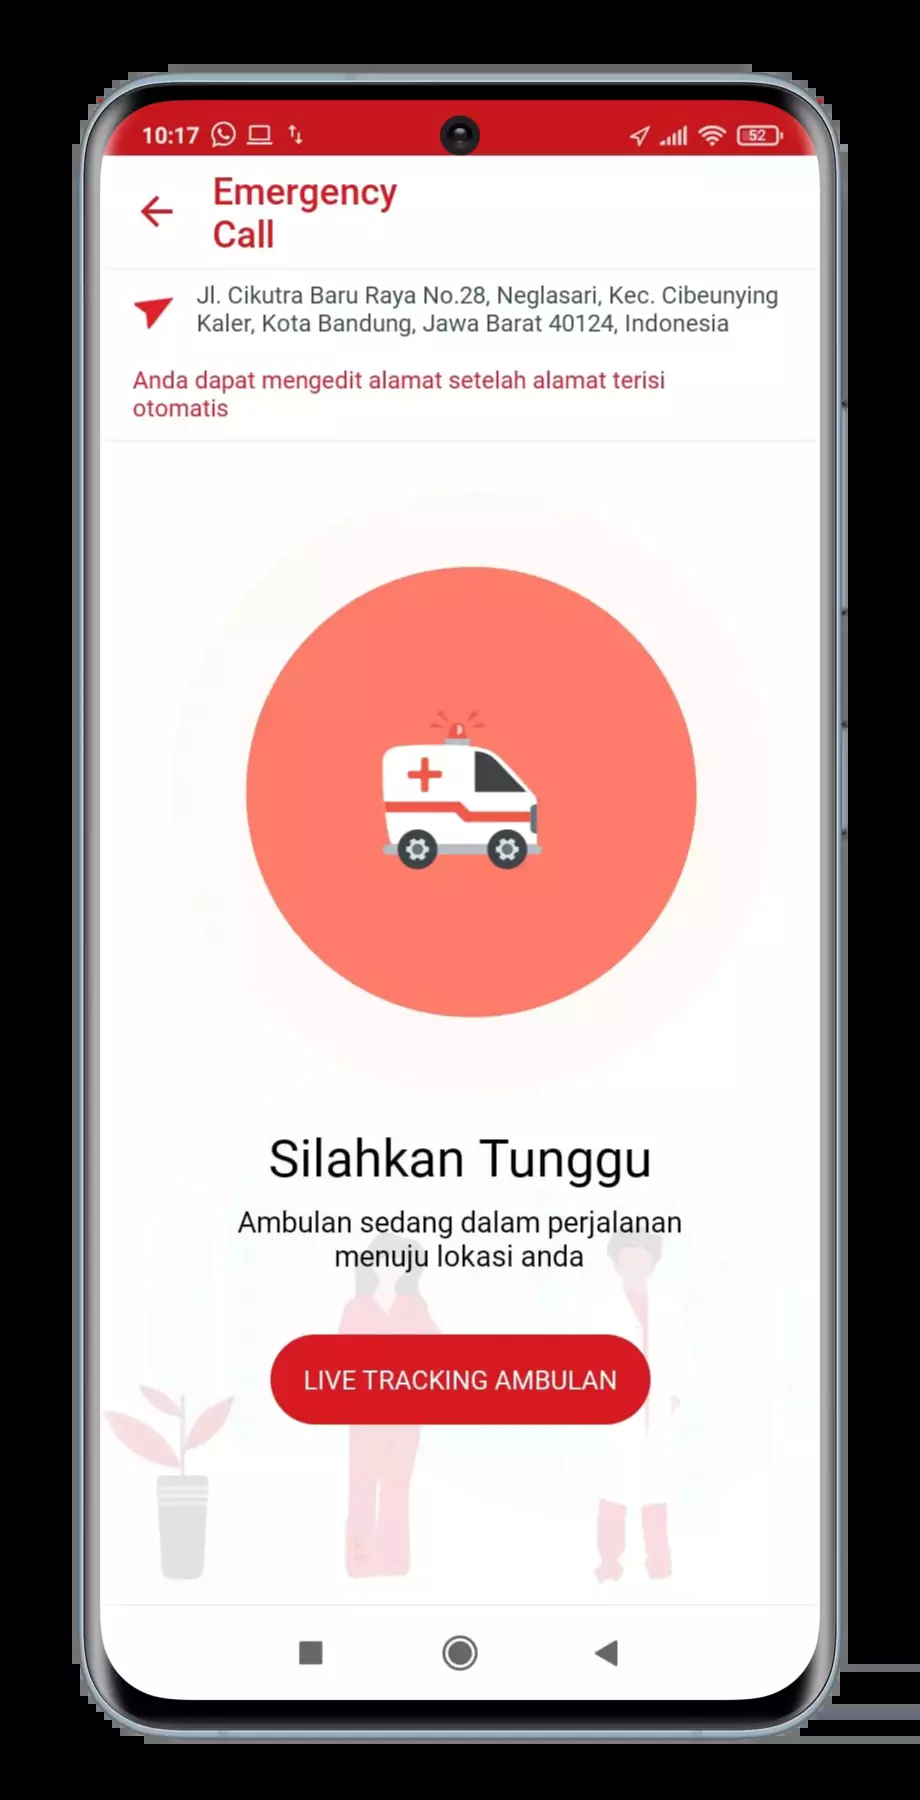 10:17
52
Emergency
Call
Jl. Cikutra Baru Raya No.28, Neglasari, Kec. Cibeunying
Kaler, Kota Bandung, Jawa Barat 40124, Indonesia
Anda dapat mengedit alamat setelah alamat terisi
otomatis
Silahkan Tunggu
Ambulan sedang dalam perjalanan
menuju lokasi anda
LIVE TRACKING AMBULAN